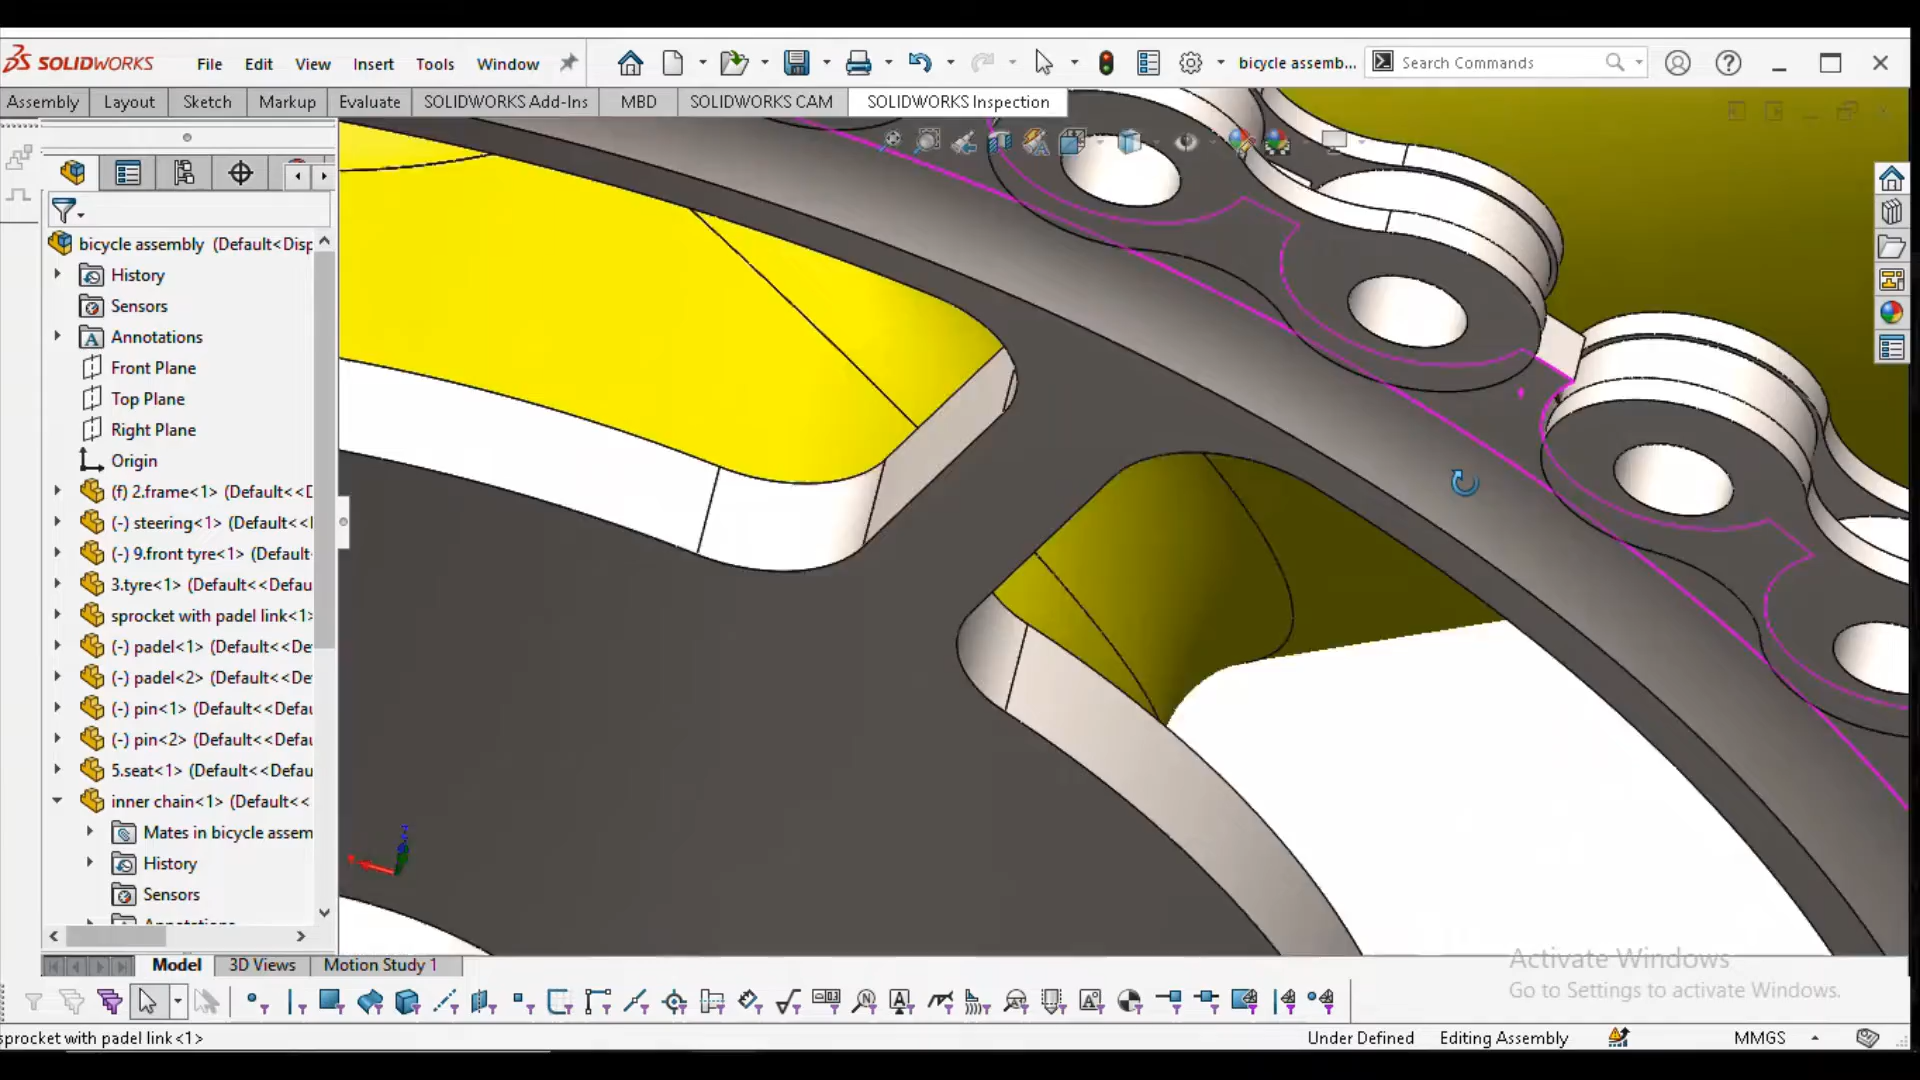 SOLIDWORKS File Edit View Insert Tools Window bicycle assemb... Search Commands
Assembly Layout Sketch Markup Evaluate SOLIDWORKS Add-Ins MBD SOLIDWORKS CAM SOLIDWORKS Inspection
bicycle assembly (Default<Disp
History
Sensors
Annotations
Front Plane
Top Plane
Right Plane
Origin
(f) 2.frame<1> (Default<<D
(-) steering<1> (Default<<
(-) 9.front tyre<1> (Default
3.tyre<1> (Default<<Defau
sprocket with padel link<1>
(-) padel<1> (Default<<De
(-) padel<2> (Default<<De
(-) pin<1> (Default<<Defau
(-) pin<2> (Default<<Defau
5.seat<1> (Default<<Defau
inner chain<1> (Default<<
Mates in bicycle assem
History
Sensors
Model 3D Views Motion Study 1
Activate Windows
Go to Settings to activate Windows.
sprocket with padel link<1> Under Defined Editing Assembly MMGS